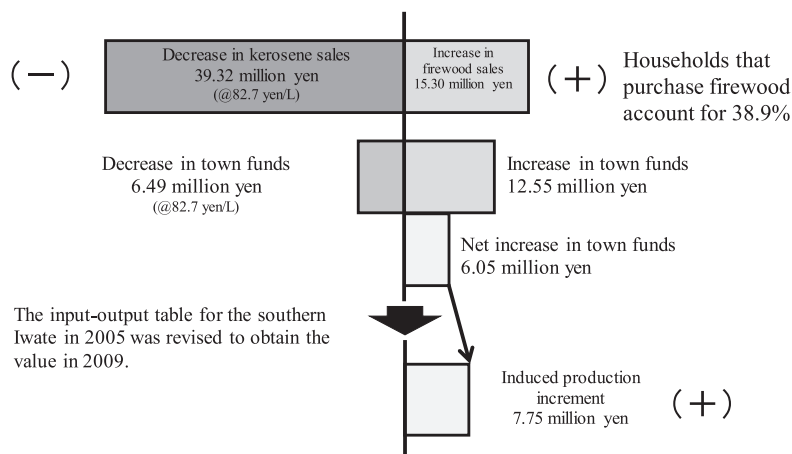 Decrease in kerosene sales
39.32 million yen
(@82.7 yen/L)
Increase in
firewood sales
15.30 million yen
(−)
(+)
Households that
purchase firewood
account for 38.9%
Decrease in town funds
6.49 million yen
(@82.7 yen/L)
Increase in town funds
12.55 million yen
Net increase in town funds
6.05 million yen
The input-output table for the southern
Iwate in 2005 was revised to obtain the
value in 2009.
Induced production
increment
7.75 million yen
(+)